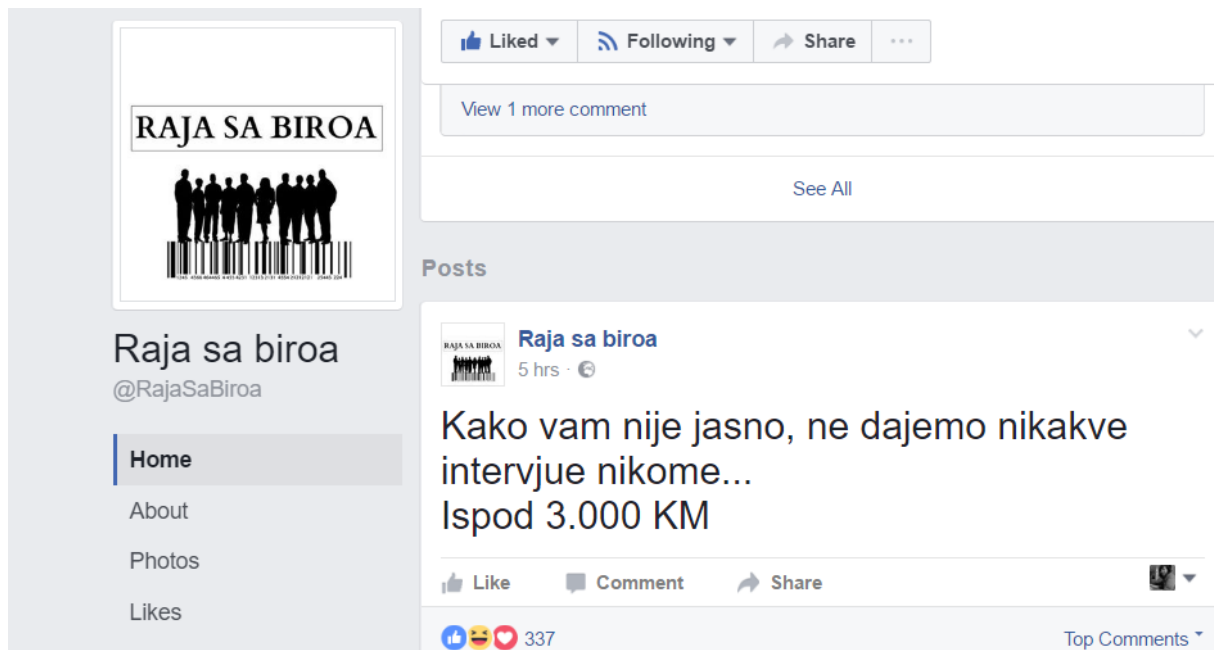 RAJA SA BIROA
Raja sa biroa
@RajaSaBiroa
Home
About
Photos
Likes
Liked
Following
Share
View 1 more comment
See All
Posts
RAJA SA BIROA
Raja sa biroa
5 hrs ·
Kako vam nije jasno, ne dajemo nikakve
intervjue nikome...
Ispod 3.000 KM
Like
Comment
Share
337
Top Comments